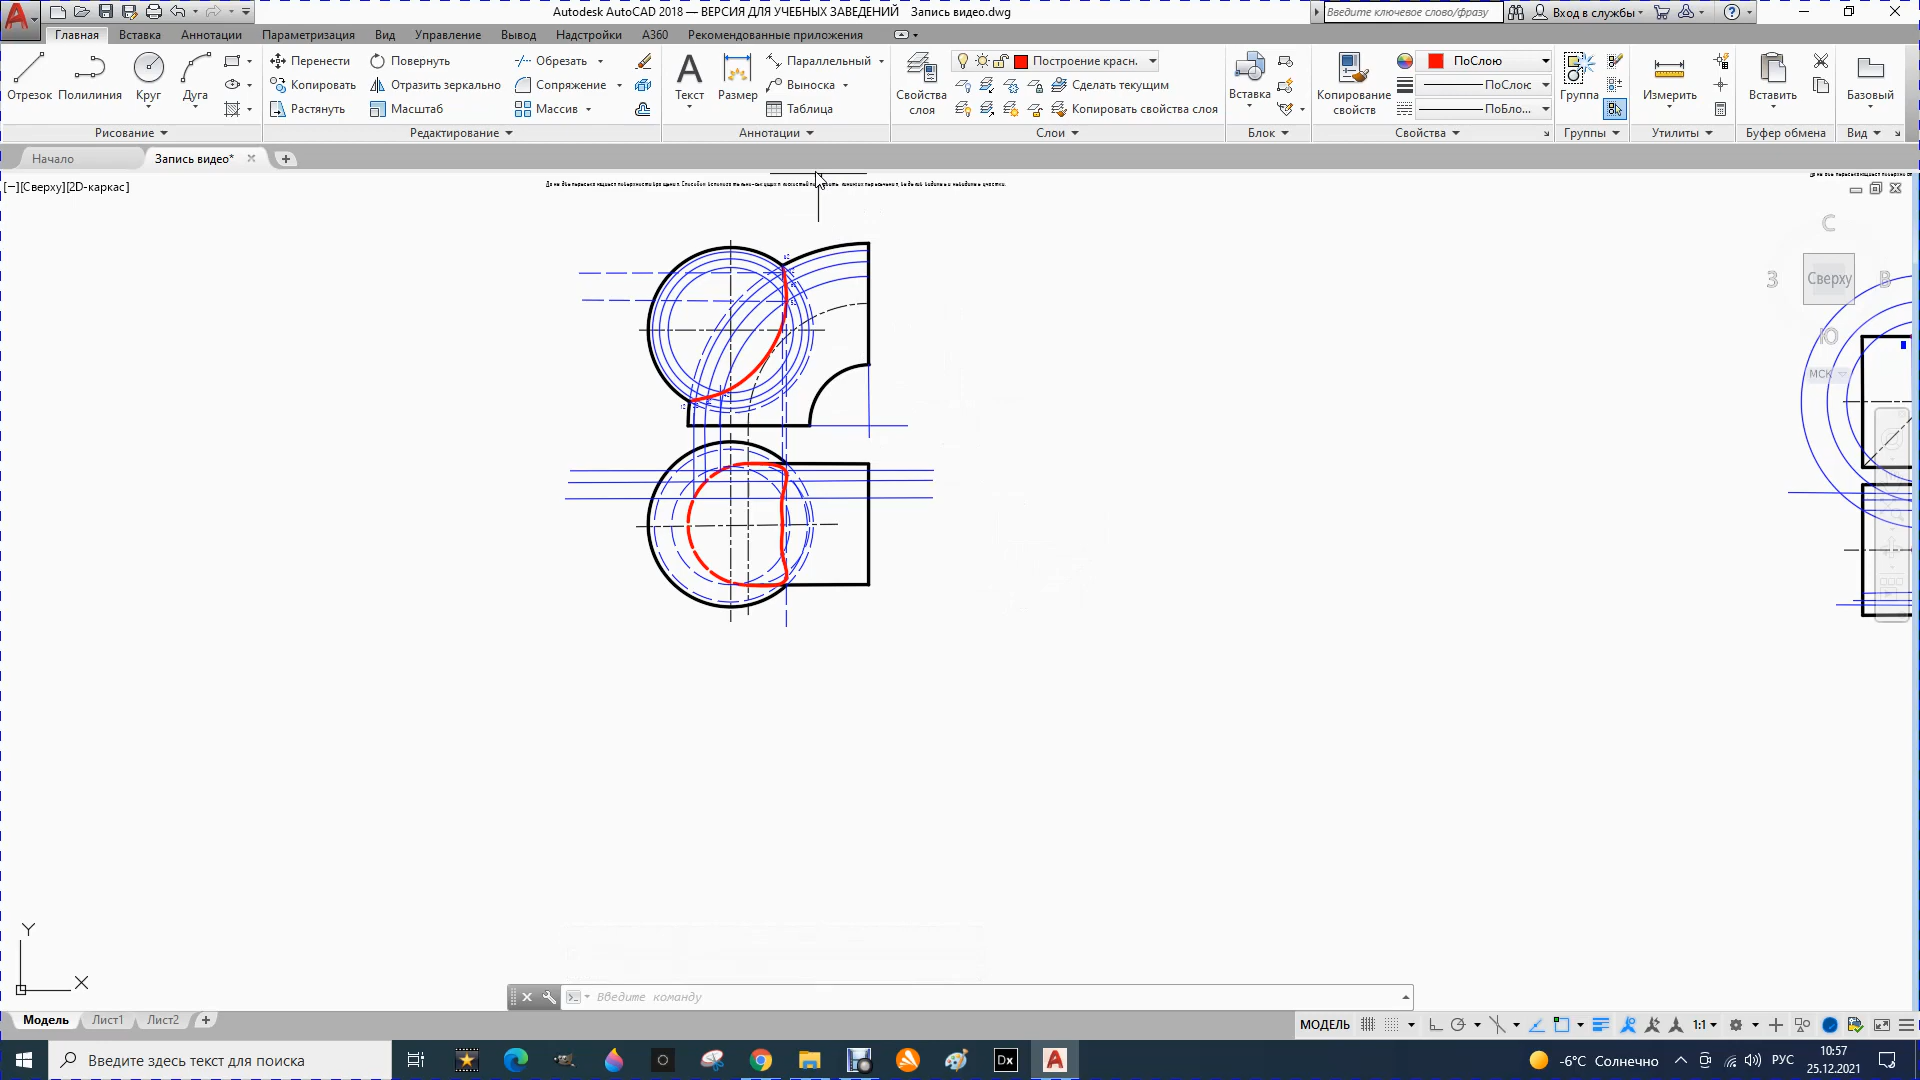 Autodesk AutoCAD 2018 — ВЕРСИЯ ДЛЯ УЧЕБНЫХ ЗАВЕДЕНИЙ Запись видео.dwg
Введите ключевое слово/фразу
Вход в службы
Главная Вставка Аннотации Параметризация Вид Управление Вывод Надстройки A360 Рекомендованные приложения
Отрезок Полилиния Круг Дуга
Рисование
Перенести Повернуть Обрезать
Копировать Отразить зеркально Сопряжение
Растянуть Масштаб Массив
Редактирование
Текст Размер
Параллельный
Выноска
Таблица
Аннотации
Свойства слоя
Построение красн.
Сделать текущим
Копировать свойства слоя
Слои
Вставка
Блок
Копирование свойств
ПоСлою
ПоСлою
ПоБло...
Свойства
Группа
Группы
Измерить
Утилиты
Вставить
Буфер обмена
Базовый
Вид
Начало
Запись видео*
[−][Сверху][2D-каркас]
С
З Сверху В
Ю
МСК
Y
X
Введите команду
Модель Лист1 Лист2
МОДЕЛЬ
1:1
Введите здесь текст для поиска
Dx
-6°C Солнечно
РУС
10:57
25.12.2021